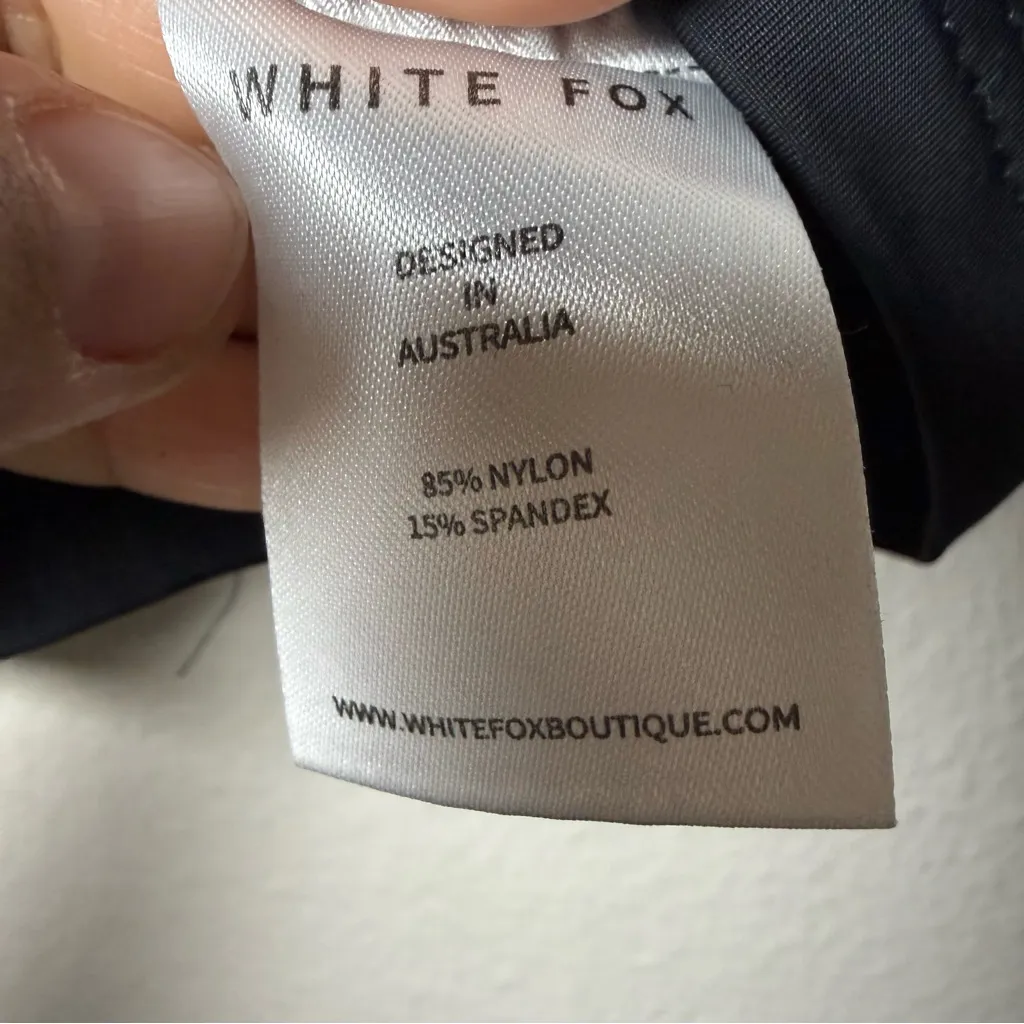 WHITE FOX
DESIGNED
IN
AUSTRALIA
85% NYLON
15% SPANDEX
WWW.WHITEFOXBOUTIQUE.COM